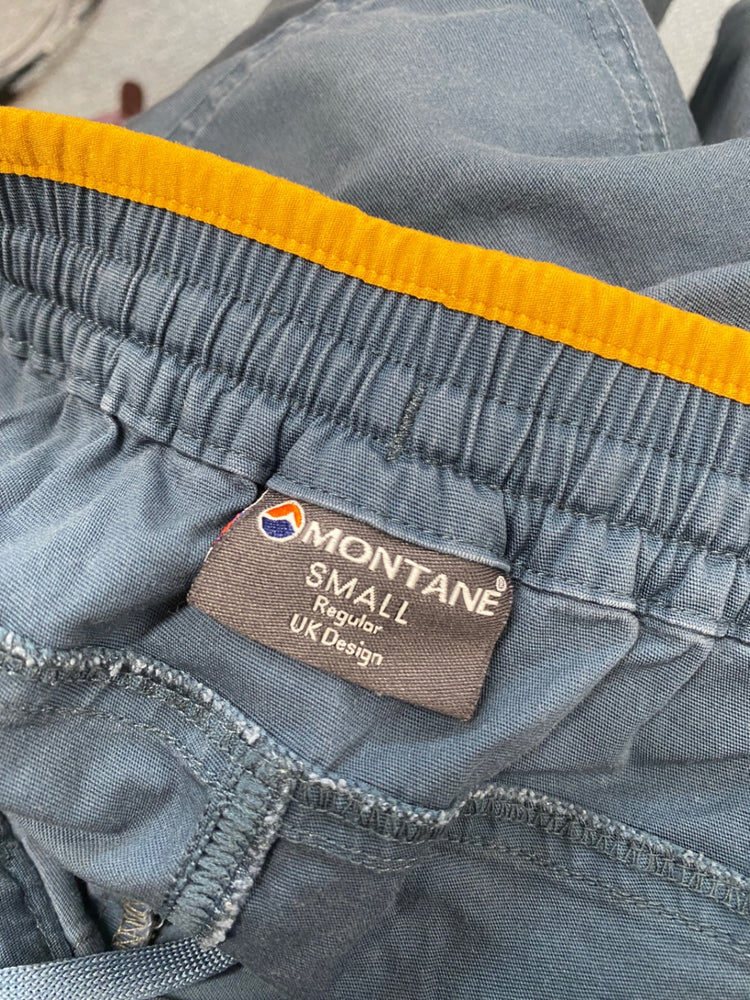 MONTANE®
SMALL
Regular
UK Design